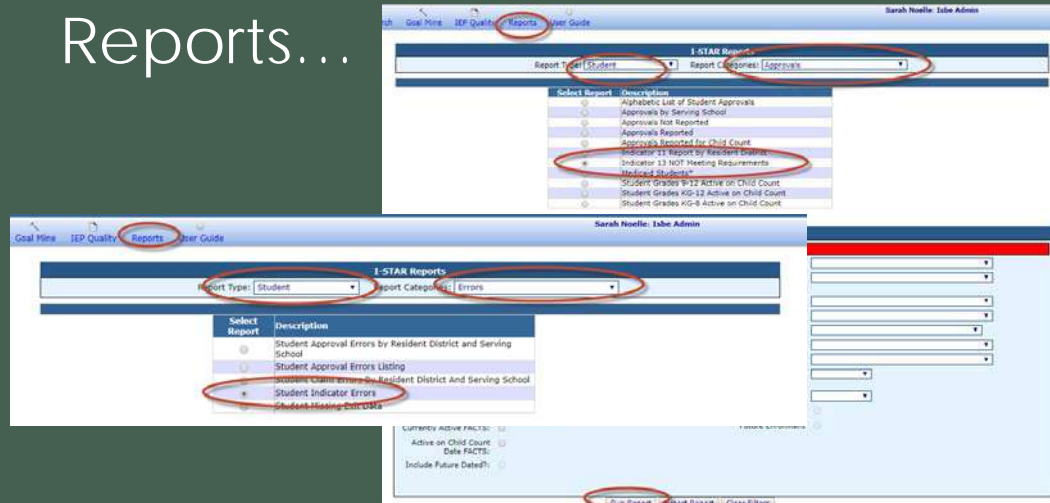 Reports...
Goal Mine IEP Quality Reports User Guide
Sarah Noelle: Isbe Admin
I-STAR Reports
Report Type: Student Report Categories: Approvals
Select Report Description
Alphabetic List of Student Approvals
Approvals by Serving School
Approvals Not Reported
Approvals Reported
Approvals Reported for Child Count
Indicator 11 Report by Resident District
Indicator 13 NOT Meeting Requirements
Medicaid Students*
Student Grades 9-12 Active on Child Count
Student Grades KG-12 Active on Child Count
Student Grades KG-8 Active on Child Count
Goal Mine IEP Quality Reports User Guide
Sarah Noelle: Isbe Admin
I-STAR Reports
Report Type: Student Report Categories: Errors
Select Report Description
Student Approval Errors by Resident District and Serving School
Student Approval Errors Listing
Student Claim Errors By Resident District And Serving School
Student Indicator Errors
Student Missing Exit Data
Currently Active FACTS:
Future Enrollment
Active on Child Count
Date FACTS:
Include Future Dated?:
Run Report Export Report Clear Filters